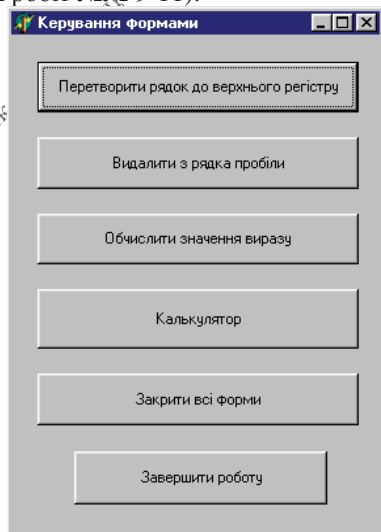 Керування формами
Перетворити рядок до верхнього регістру
Видалити з рядка пробіли
Обчислити значення виразу
Калькулятор
Закрити всі форми
Завершити роботу